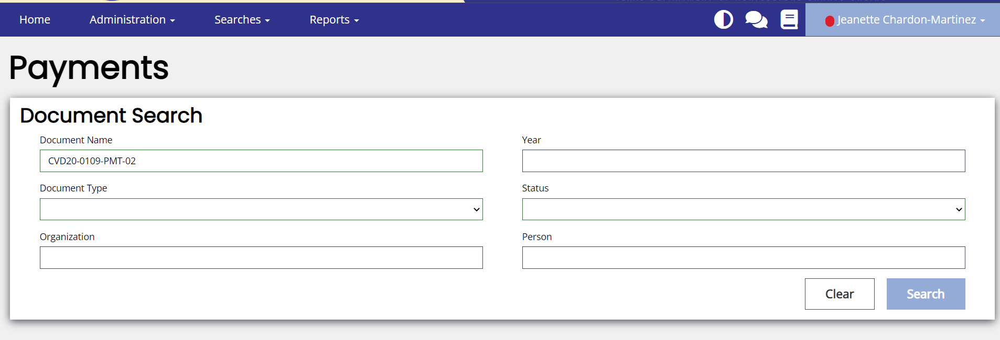 Home Administration Searches Reports Jeanette Chardon-Martinez
Payments
Document Search
Document Name Year
CVD20-0109-PMT-02
Document Type Status
Organization Person
Clear Search